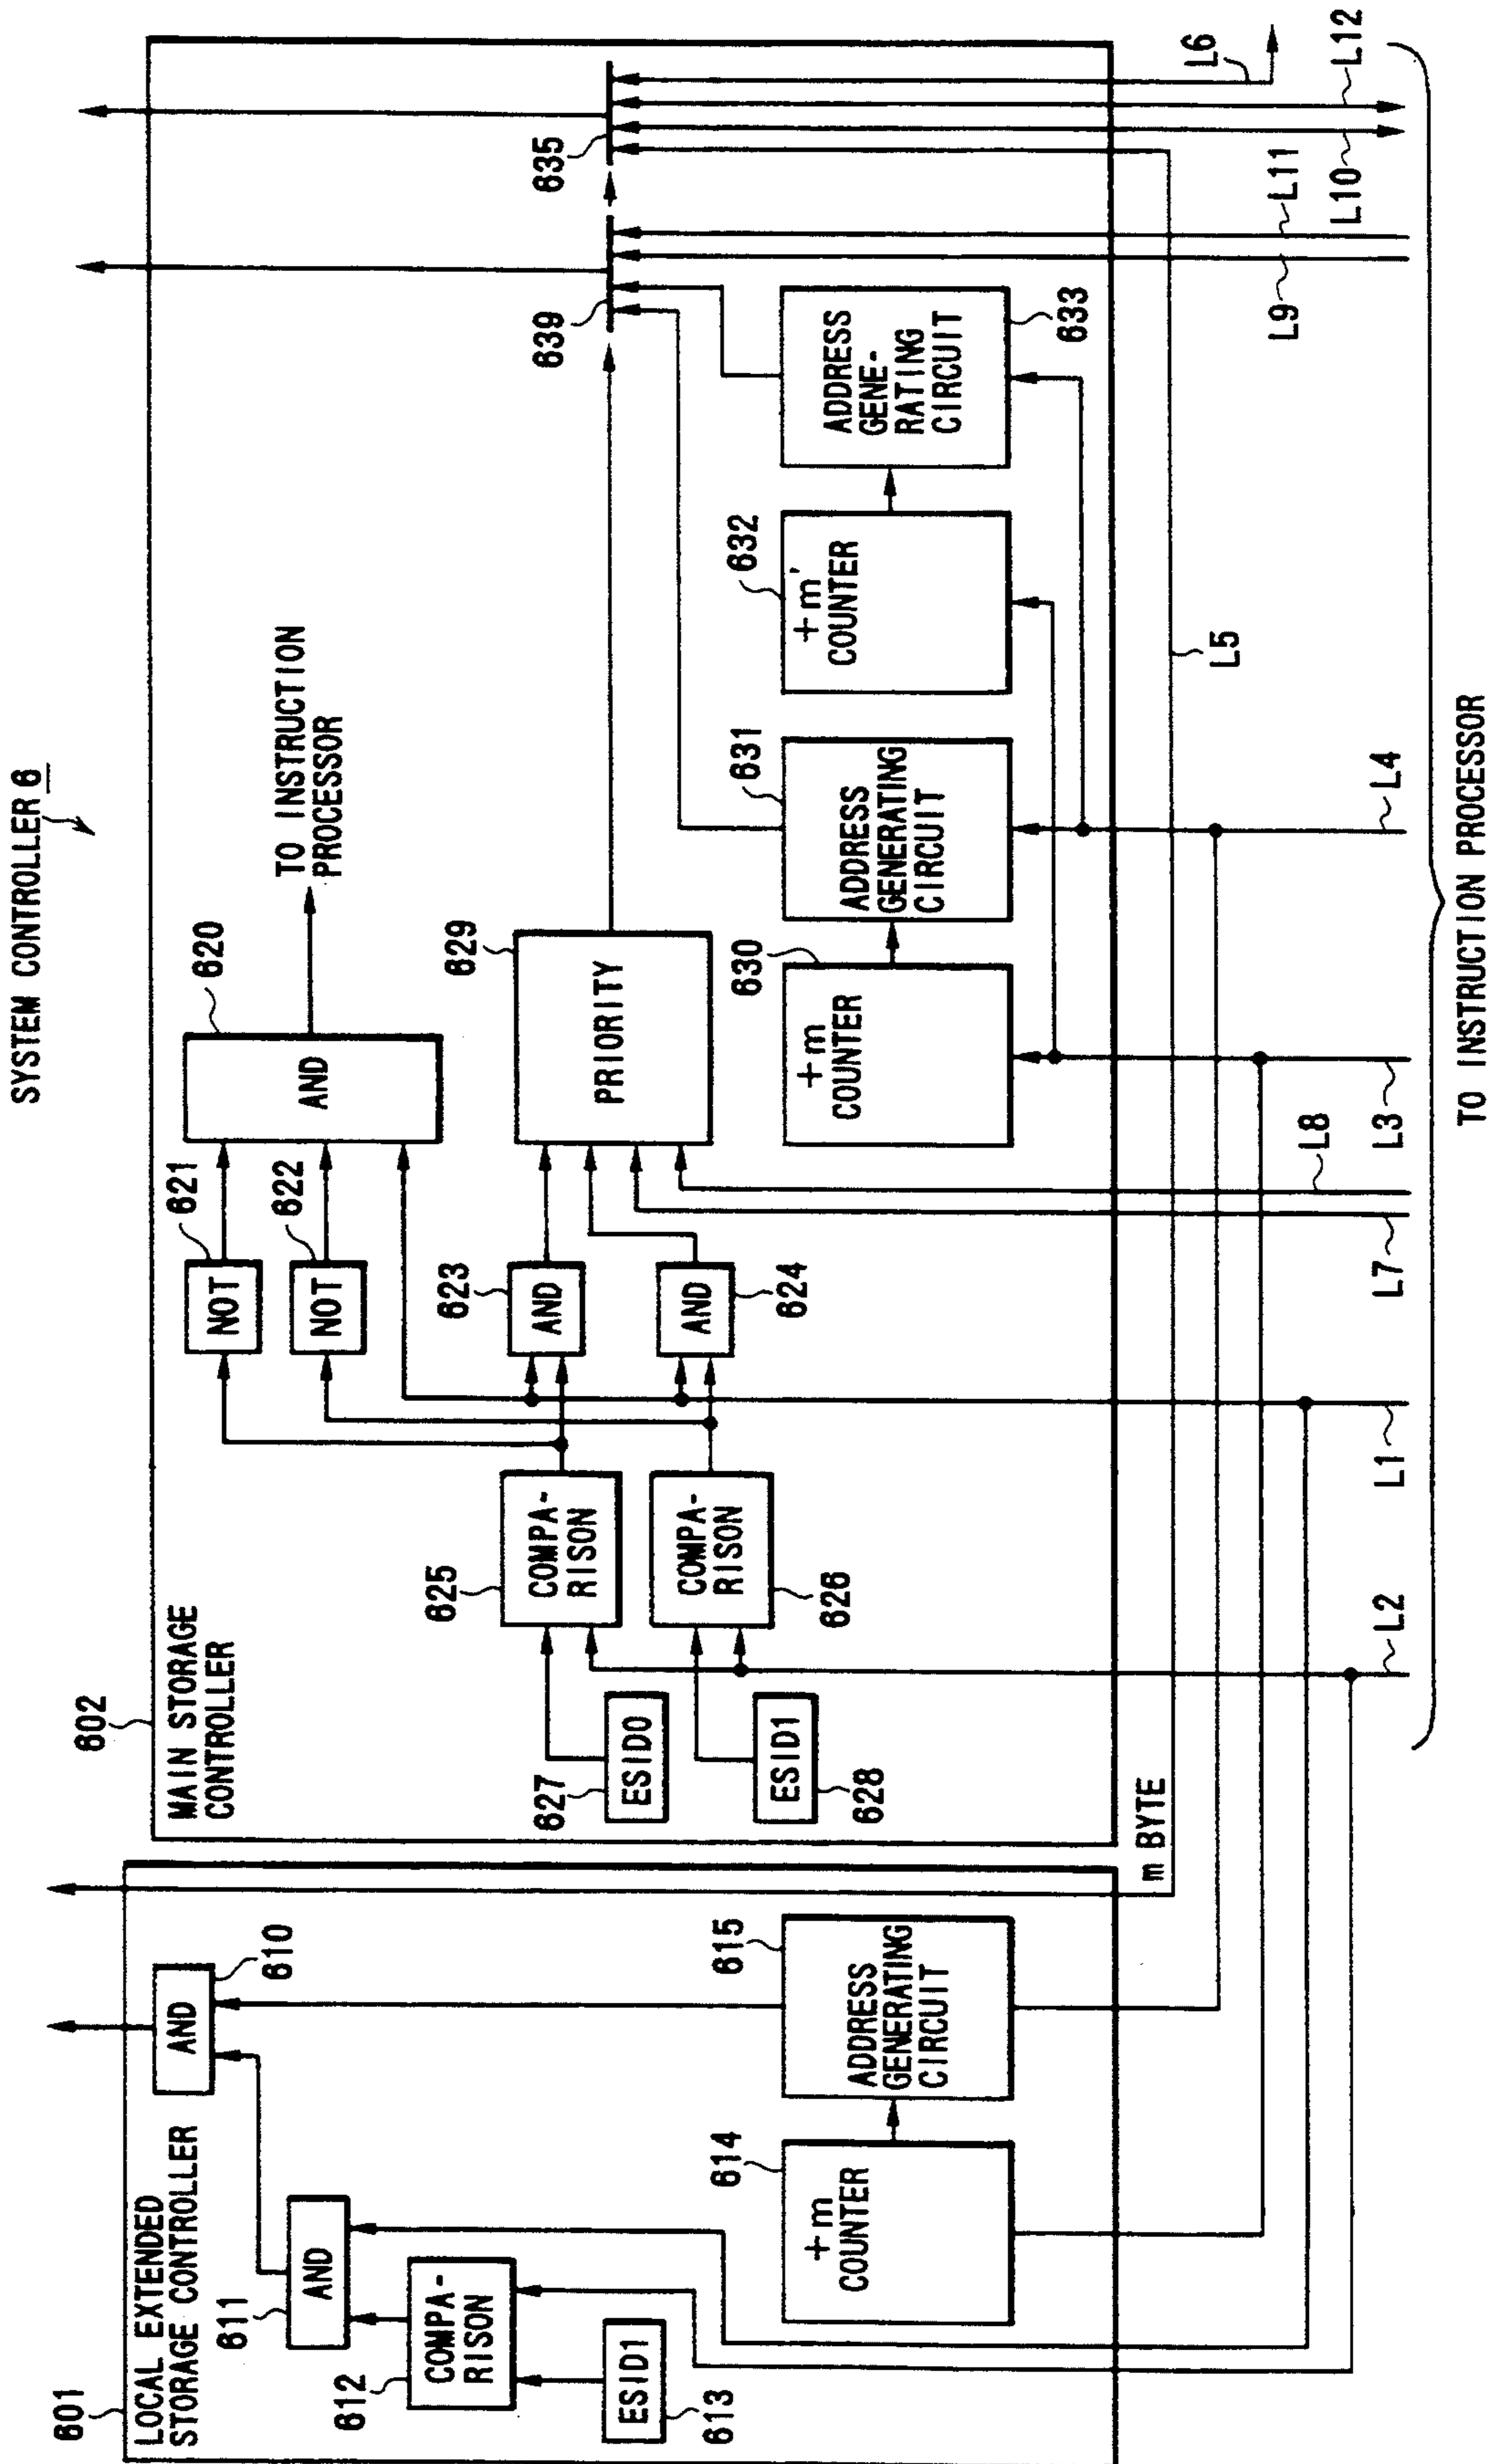 SYSTEM CONTROLLER 6
601
LOCAL EXTENDED
STORAGE CONTROLLER
610
AND
611
AND
612
COMPA-
RISON
613
ESID1
614
+m
COUNTER
615
ADDRESS
GENERATING
CIRCUIT
m BYTE
602
MAIN STORAGE
CONTROLLER
620
AND
TO INSTRUCTION
PROCESSOR
621
NOT
622
NOT
623
AND
624
AND
625
COMPA-
RISON
626
COMPA-
RISON
627
ESID0
628
ESID1
629
PRIORITY
630
+m
COUNTER
631
ADDRESS
GENERATING
CIRCUIT
632
+m'
COUNTER
633
ADDRESS
GENE-
RATING
CIRCUIT
639
635
L2
L1
L7
L8
L3
L4
L5
L9
L11
L10
L12
L6
TO INSTRUCTION PROCESSOR